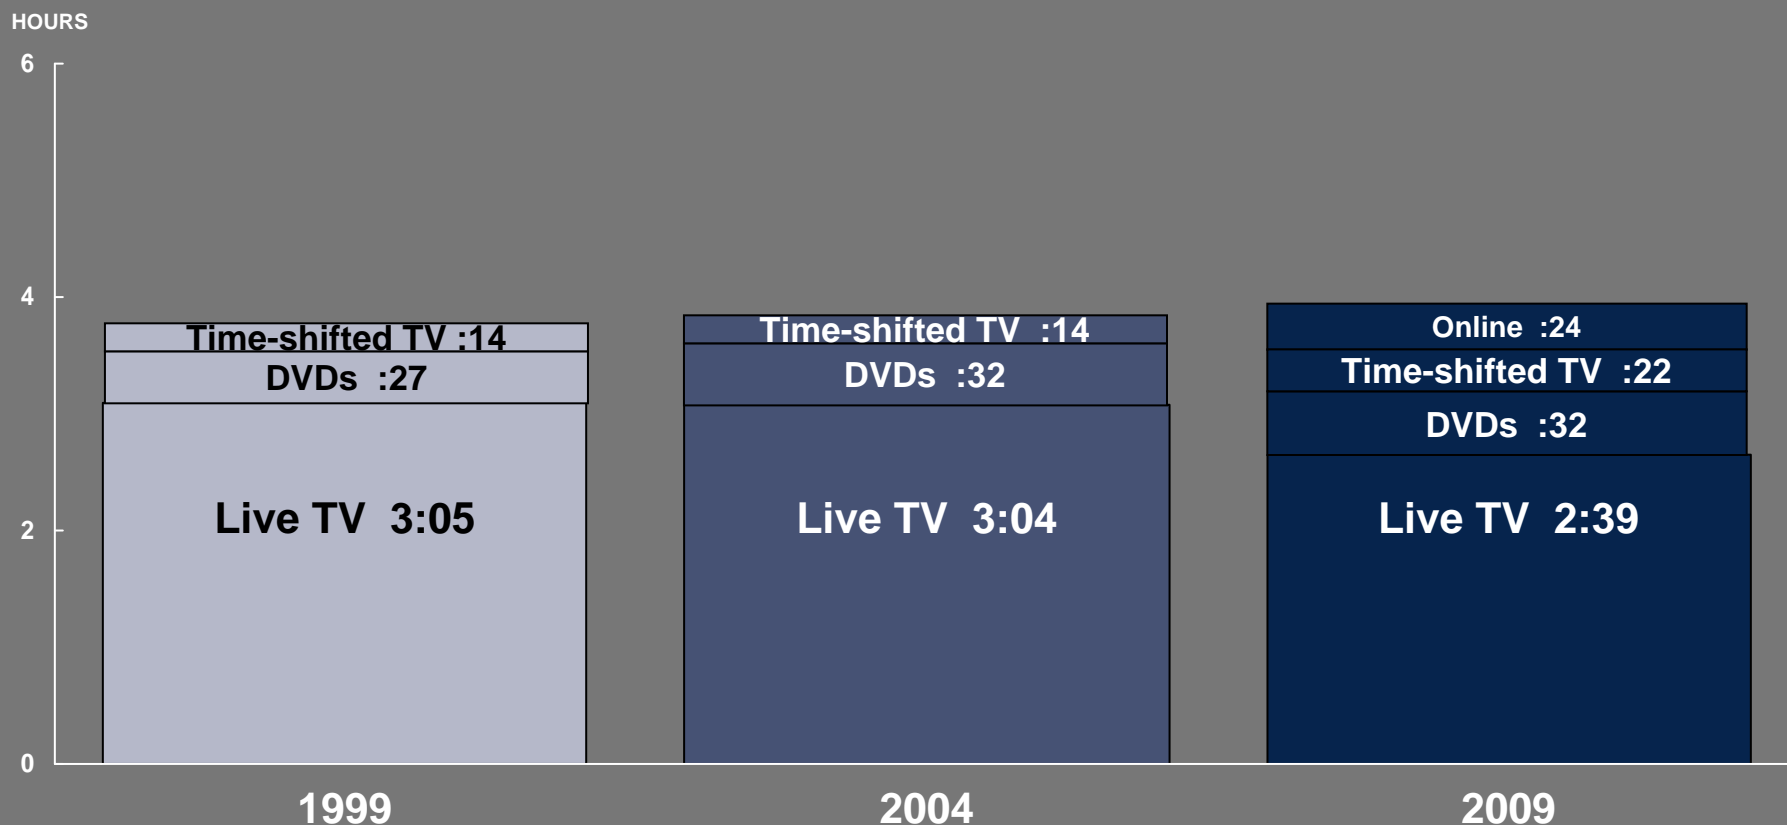 HOURS
6
4
2
0
Time-shifted TV :14
DVDs :27
Live TV 3:05
1999
Time-shifted TV :14
DVDs :32
Live TV 3:04
2004
Online :24
Time-shifted TV :22
DVDs :32
Live TV 2:39
2009